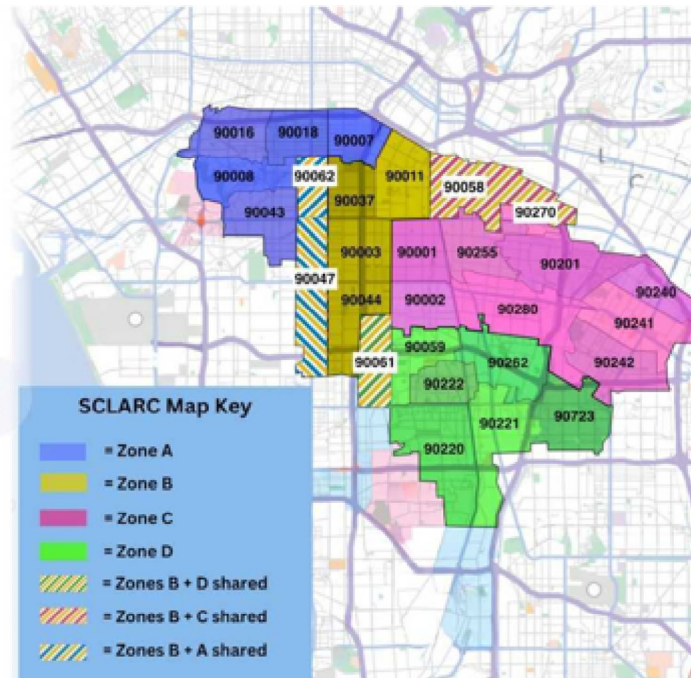 90016
90018
90007
90008
90062
90011
90058
90043
90037
90270
90003
90001
90255
90201
90047
90240
90044
90002
90280
90241
90061
90059
90262
90242
90222
90221
90723
90220
L
C
SCLARC Map Key
= Zone A
= Zone B
= Zone C
= Zone D
= Zones B + D shared
= Zones B + C shared
= Zones B + A shared